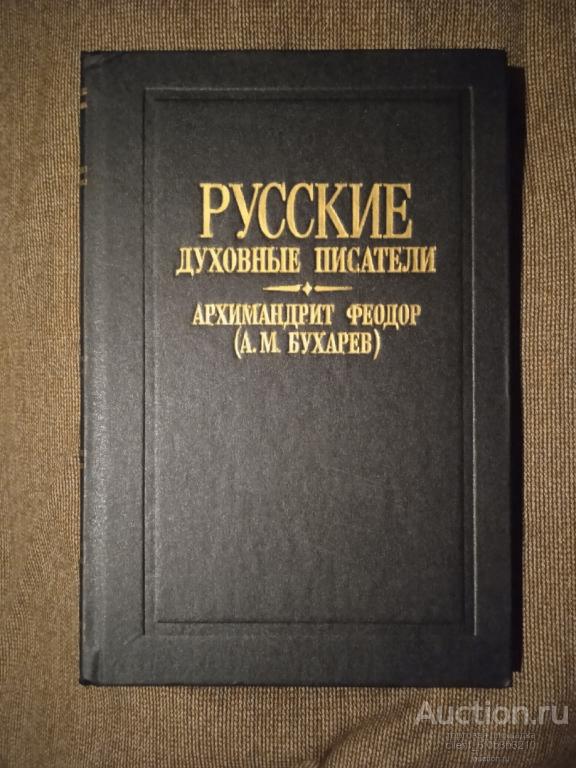 РУССКИЕ
ДУХОВНЫЕ ПИСАТЕЛИ
АРХИМАНДРИТ ФЕОДОР
(А. М. БУХАРЕВ)
Auction.ru